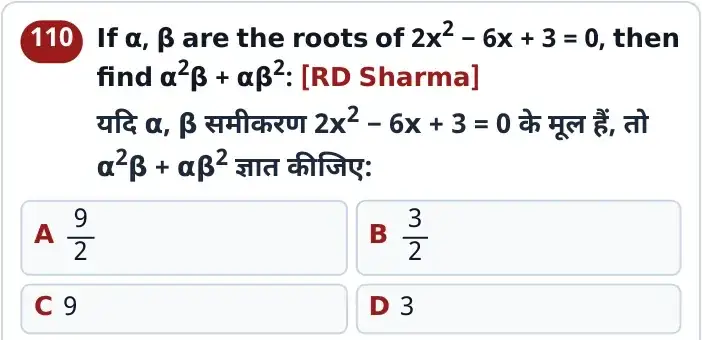 110 If α, β are the roots of 2x² – 6x + 3 = 0, then
find α²β + αβ²: [RD Sharma]
यदि α, β समीकरण 2x² – 6x + 3 = 0 के मूल हैं, तो
α²β + αβ² ज्ञात कीजिए:
A 9/2 B 3/2
C 9 D 3